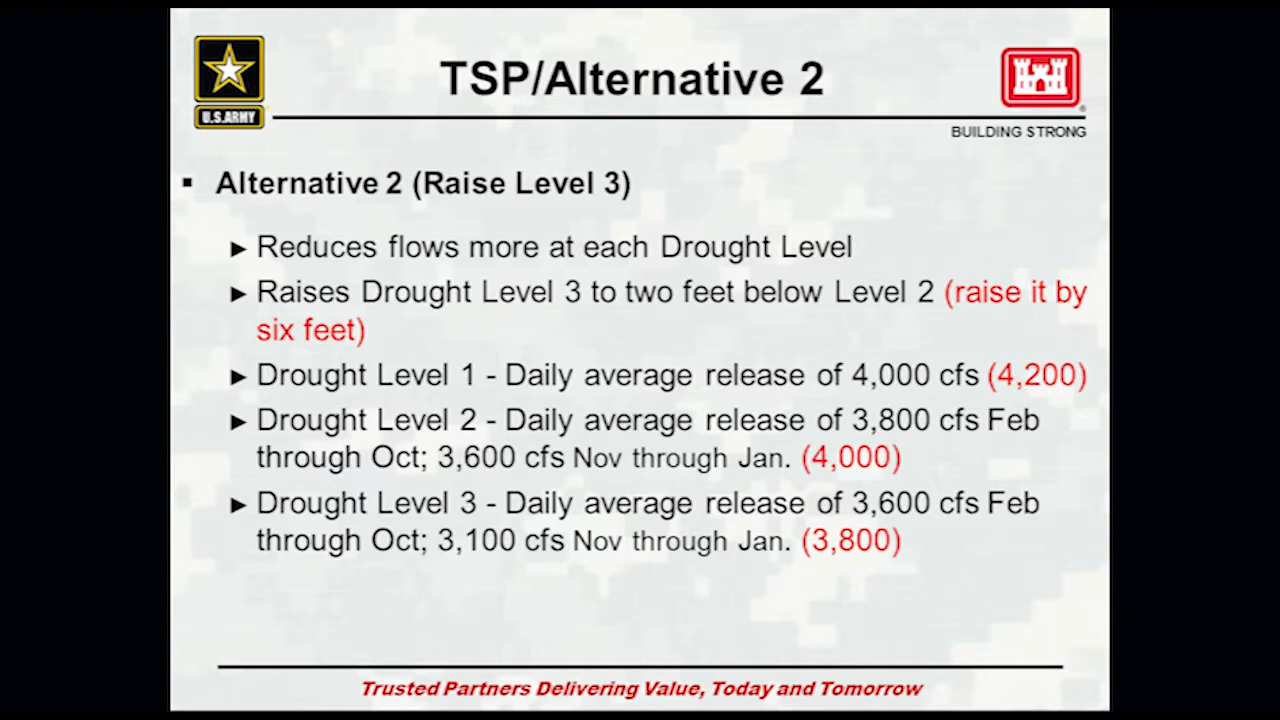 TSP/Alternative 2
U.S.ARMY
®
BUILDING STRONG
▪ Alternative 2 (Raise Level 3)
► Reduces flows more at each Drought Level
► Raises Drought Level 3 to two feet below Level 2 (raise it by
six feet)
► Drought Level 1 - Daily average release of 4,000 cfs (4,200)
► Drought Level 2 - Daily average release of 3,800 cfs Feb
through Oct; 3,600 cfs Nov through Jan. (4,000)
► Drought Level 3 - Daily average release of 3,600 cfs Feb
through Oct; 3,100 cfs Nov through Jan. (3,800)
Trusted Partners Delivering Value, Today and Tomorrow